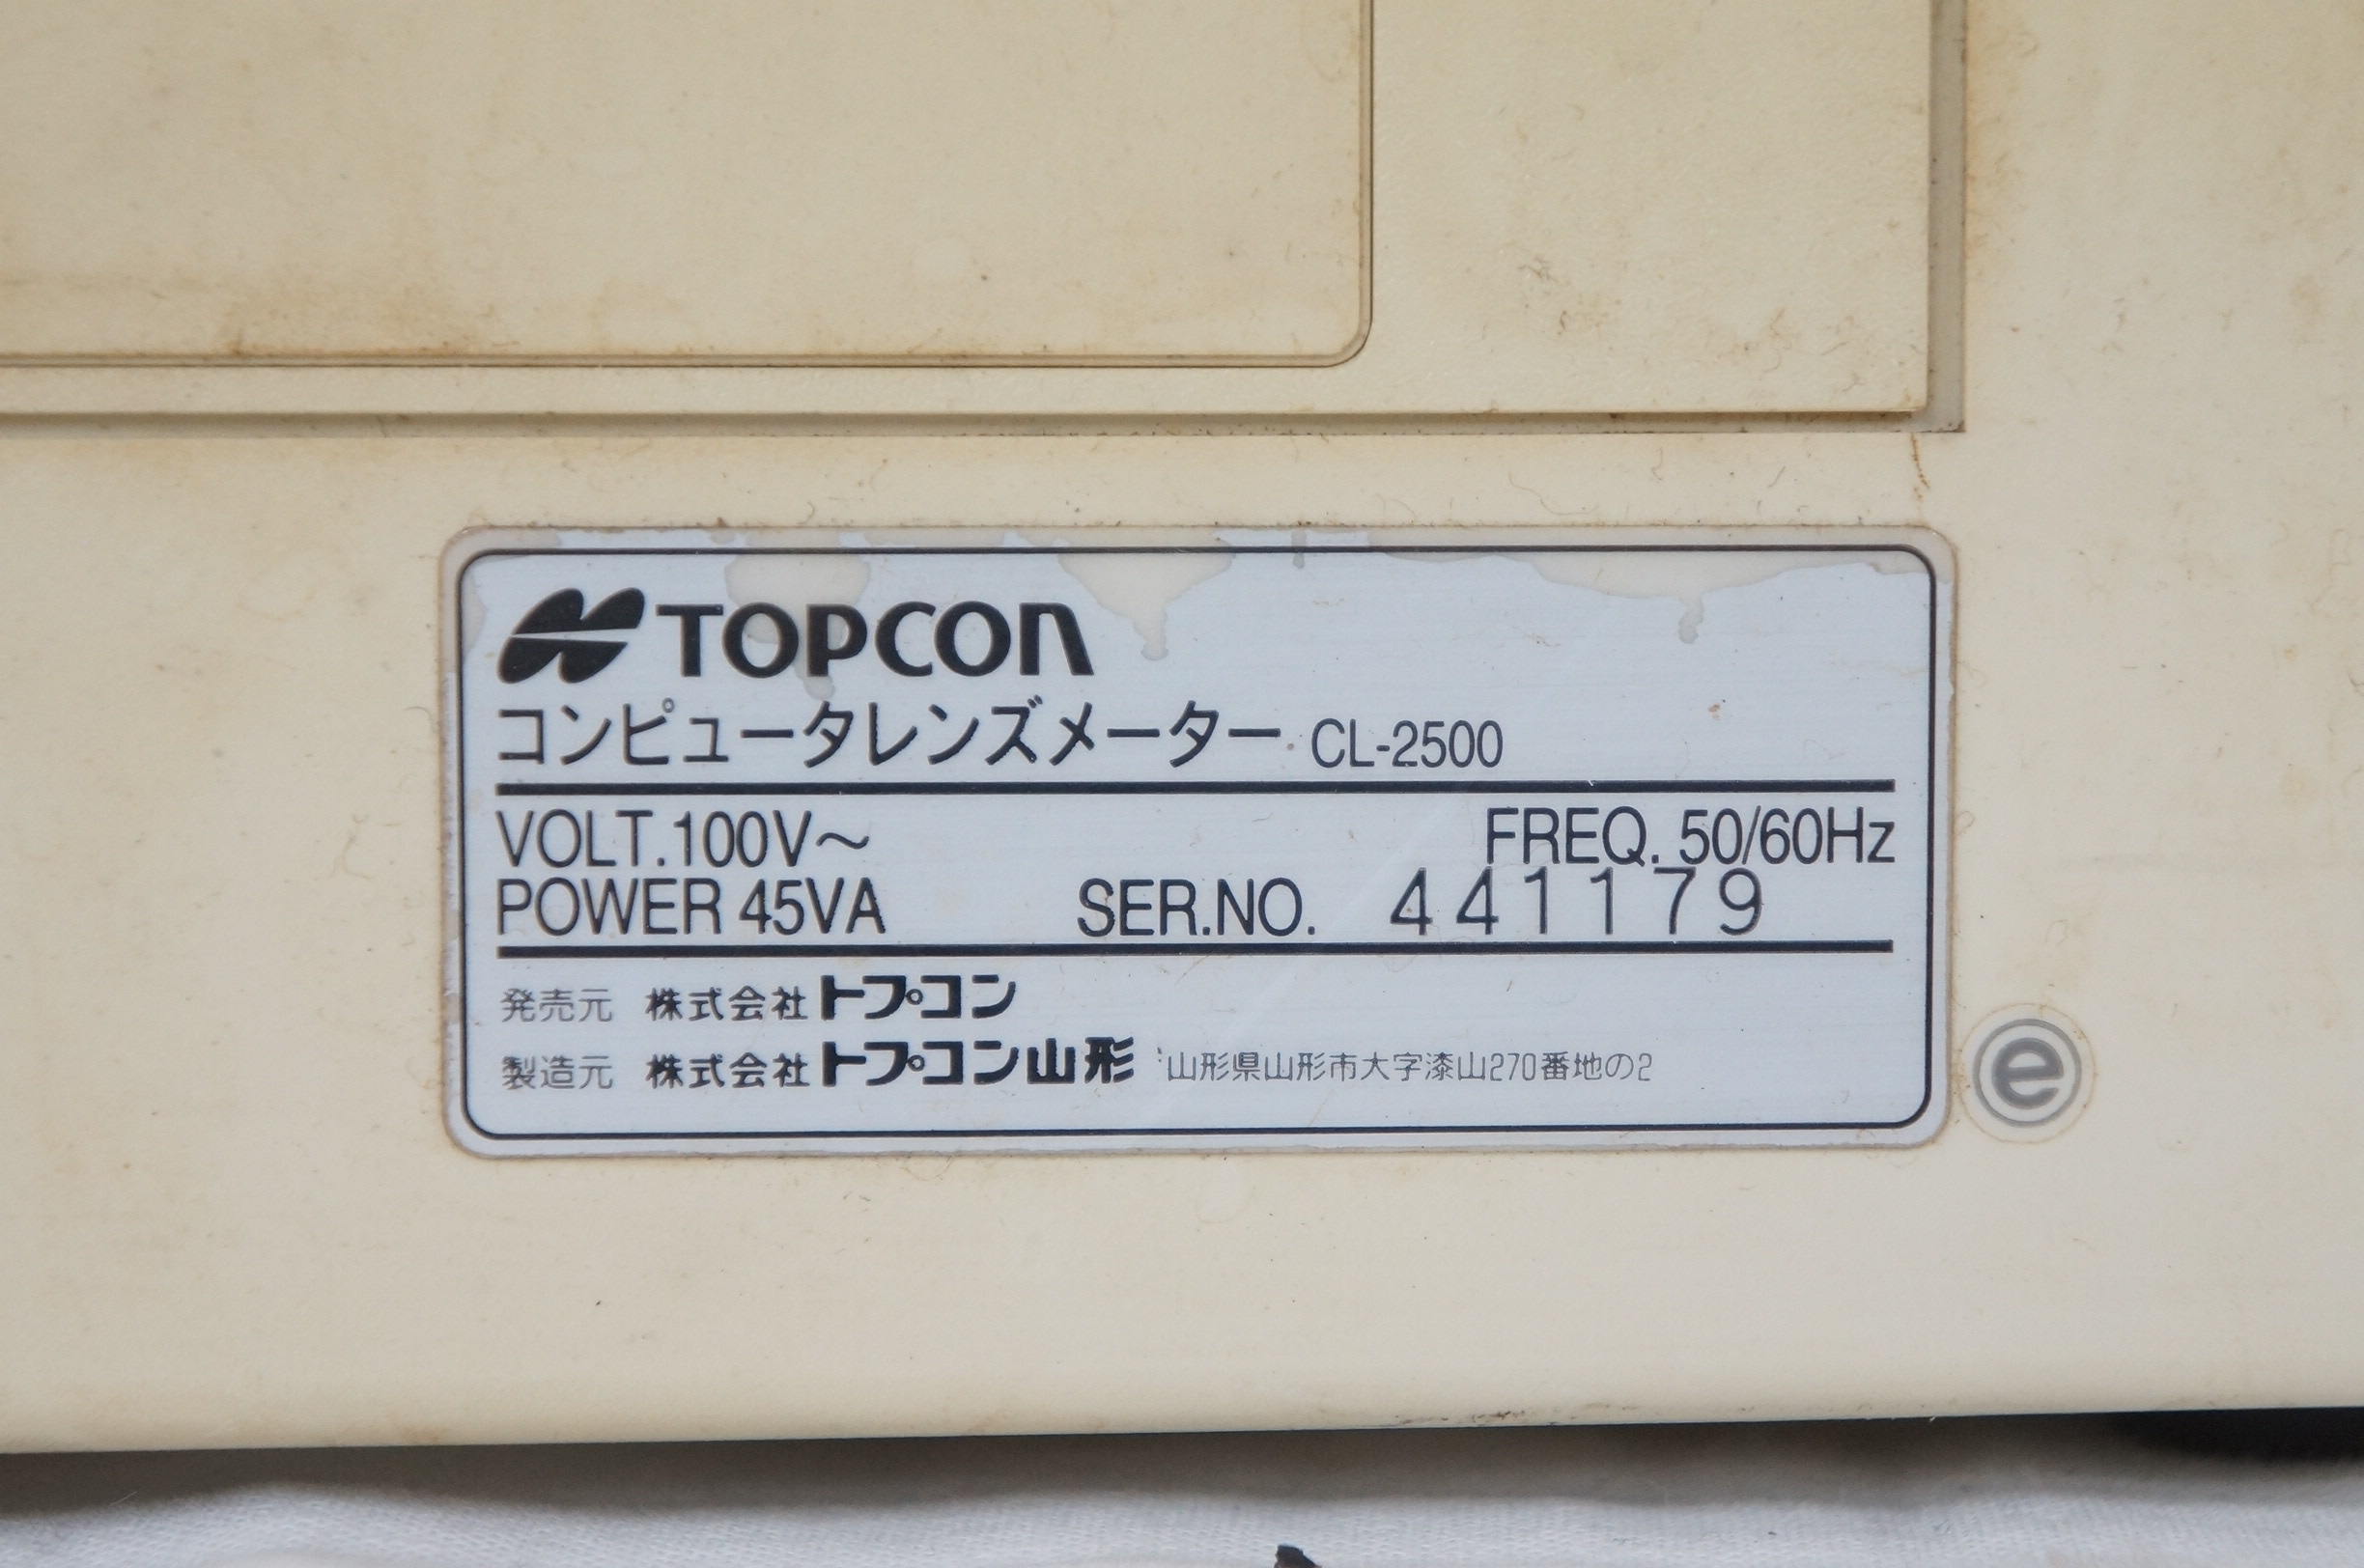 TOPCON
コンピュータレンズメーター CL-2500
VOLT.100V～ FREQ. 50/60Hz
POWER 45VA SER.NO. 441179
発売元 株式会社トプコン
製造元 株式会社トプコン山形 山形県山形市大字漆山270番地の2
e